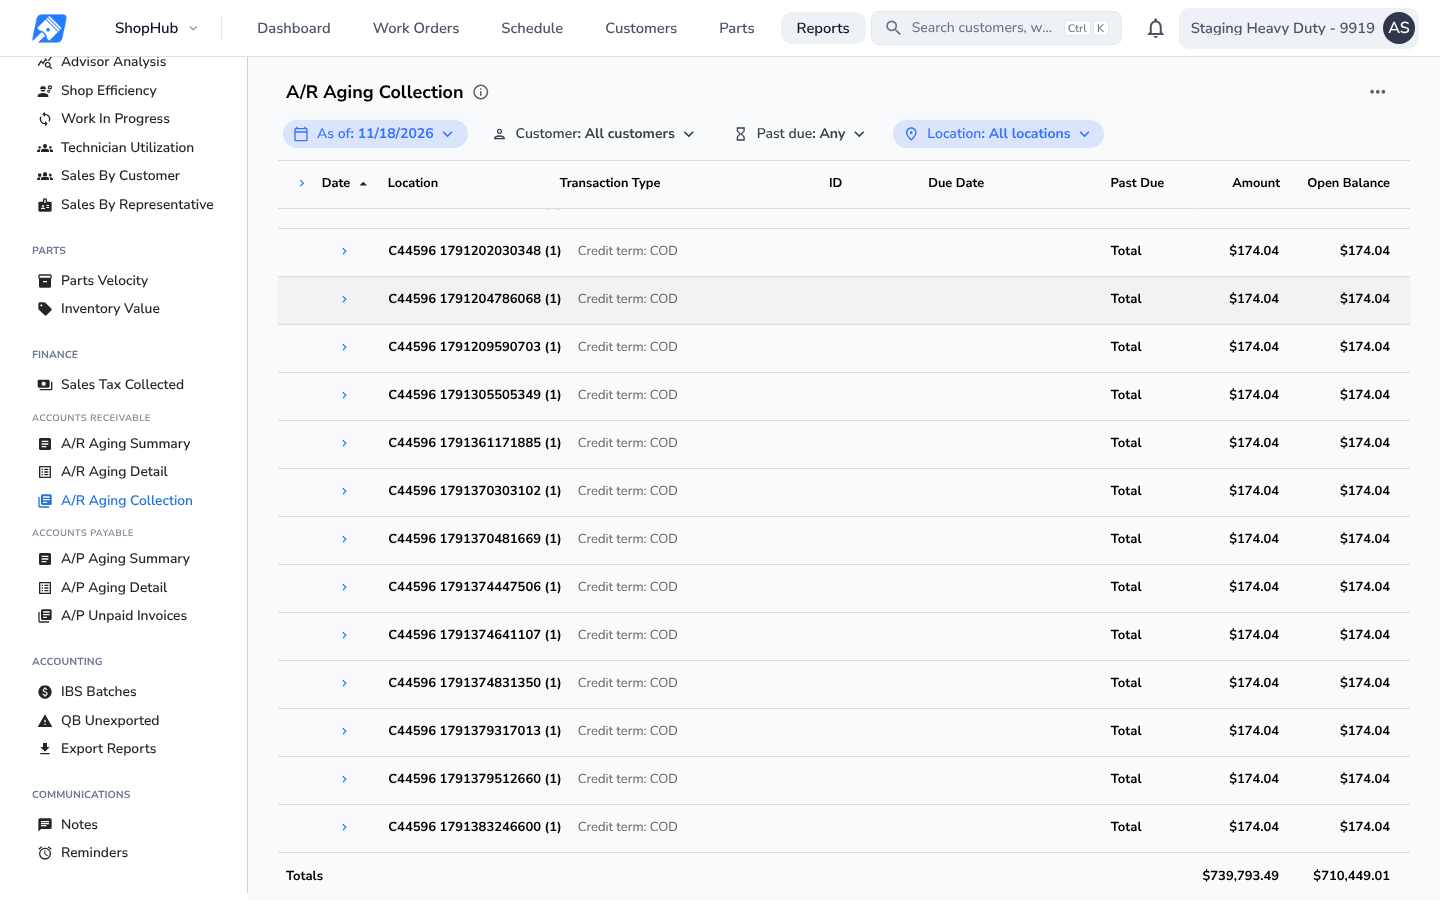 ShopHub
Dashboard
Work Orders
Schedule
Customers
Parts
Reports
Search customers, w...
Ctrl
K
Staging Heavy Duty - 9919
AS
Advisor Analysis
Shop Efficiency
Work In Progress
Technician Utilization
Sales By Customer
Sales By Representative
PARTS
Parts Velocity
Inventory Value
FINANCE
Sales Tax Collected
ACCOUNTS RECEIVABLE
A/R Aging Summary
A/R Aging Detail
A/R Aging Collection
ACCOUNTS PAYABLE
A/P Aging Summary
A/P Aging Detail
A/P Unpaid Invoices
ACCOUNTING
IBS Batches
QB Unexported
Export Reports
COMMUNICATIONS
Notes
Reminders
A/R Aging Collection
As of: 11/18/2026
Customer: All customers
Past due: Any
Location: All locations
Date Location Transaction Type ID Due Date Past Due Amount Open Balance
C44596 1791202030348 (1) Credit term: COD Total $174.04 $174.04
C44596 1791204786068 (1) Credit term: COD Total $174.04 $174.04
C44596 1791209590703 (1) Credit term: COD Total $174.04 $174.04
C44596 1791305505349 (1) Credit term: COD Total $174.04 $174.04
C44596 1791361171885 (1) Credit term: COD Total $174.04 $174.04
C44596 1791370303102 (1) Credit term: COD Total $174.04 $174.04
C44596 1791370481669 (1) Credit term: COD Total $174.04 $174.04
C44596 1791374447506 (1) Credit term: COD Total $174.04 $174.04
C44596 1791374641107 (1) Credit term: COD Total $174.04 $174.04
C44596 1791374831350 (1) Credit term: COD Total $174.04 $174.04
C44596 1791379317013 (1) Credit term: COD Total $174.04 $174.04
C44596 1791379512660 (1) Credit term: COD Total $174.04 $174.04
C44596 1791383246600 (1) Credit term: COD Total $174.04 $174.04
Totals $739,793.49 $710,449.01